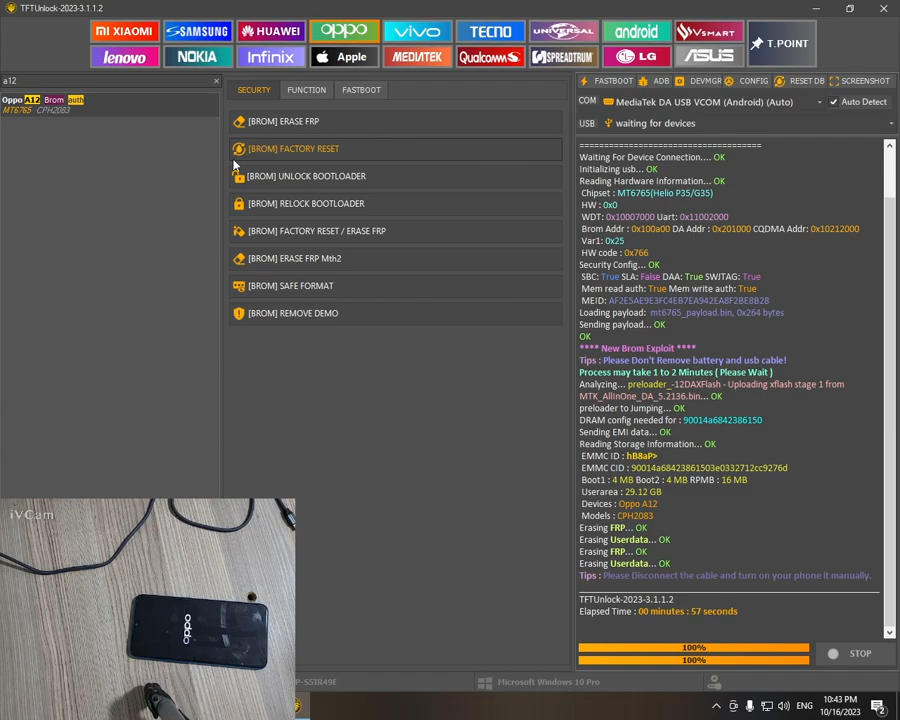 TFTUnlock-2023-3.1.1.2
MI XIAOMI
SAMSUNG
HUAWEI
oppo
vivo
TECNO
UNIVERSAL
android
VSMART
lenovo
NOKIA
Infinix
Apple
MEDIATEK
Qualcomm
SPREADTRUM
LG
ASUS
T.POINT
a12
Oppo A12 Brom auth
MT6765 CPH2083
SECURTY
FUNCTION
FASTBOOT
[BROM] ERASE FRP
[BROM] FACTORY RESET
[BROM] UNLOCK BOOTLOADER
[BROM] RELOCK BOOTLOADER
[BROM] FACTORY RESET / ERASE FRP
[BROM] ERASE FRP Mth2
[BROM] SAFE FORMAT
[BROM] REMOVE DEMO
FASTBOOT
ADB
DEVMGR
CONFIG
RESET DB
SCREENSHOT
COM
MediaTek DA USB VCOM (Android) (Auto)
Auto Detect
USB
waiting for devices
=====================================
Waiting For Device Connection.... OK
Initializing usb... OK
Reading Hardware Information... OK
Chipset : MT6765(Helio P35/G35)
HW : 0x0
WDT: 0x10007000 Uart: 0x11002000
Brom Addr : 0x100a00 DA Addr : 0x201000 CQDMA Addr: 0x10212000
Var1: 0x25
HW code : 0x766
Security Config... OK
SBC: True SLA: False DAA: True SWJTAG: True
Mem read auth: True Mem write auth: True
MEID: AF2E5AE9E3FC4EB7EA942EA8F2BE8B28
Loading payload: mt6765_payload.bin, 0x264 bytes
Sending payload... OK
OK
**** New Brom Exploit ****
Tips : Please Don't Remove battery and usb cable!
Process may take 1 to 2 Minutes ( Please Wait )
Analyzing... preloader_-12DAXFlash - Uploading xflash stage 1 from
MTK_AllInOne_DA_5.2136.bin... OK
preloader to Jumping... OK
DRAM config needed for : 90014a6842386150
Sending EMI data... OK
Reading Storage Information... OK
EMMC ID : hB8aP>
EMMC CID : 90014a68423861503e0332712cc9276d
Boot1 : 4 MB Boot2 : 4 MB RPMB : 16 MB
Userarea : 29.12 GB
Devices : Oppo A12
Models : CPH2083
Erasing FRP... OK
Erasing Userdata... OK
Erasing FRP... OK
Erasing Userdata... OK
Tips : Please Disconnect the cable and turn on your phone it manually.
TFTUnlock-2023-3.1.1.2
Elapsed Time : 00 minutes : 57 seconds
100%
100%
STOP
iVCam
oppo
P-S5IR49E
Microsoft Windows 10 Pro
ENG
10:43 PM
10/16/2023
2